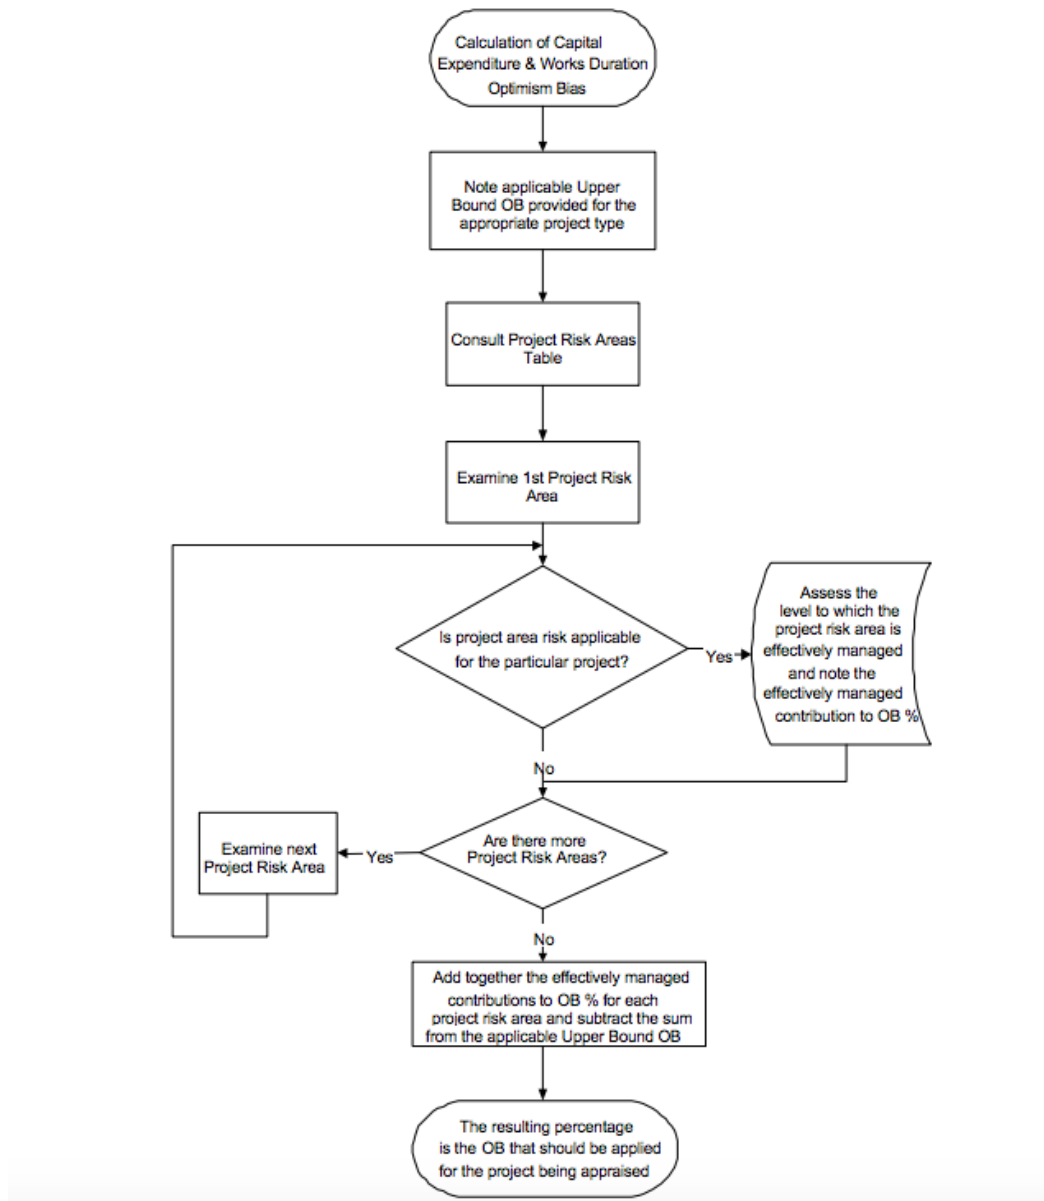 Calculation of Capital
Expenditure & Works Duration
Optimism Bias
Note applicable Upper
Bound OB provided for the
appropriate project type
Consult Project Risk Areas
Table
Examine 1st Project Risk
Area
Is project area risk applicable
for the particular project?
Yes
Assess the
level to which the
project risk area is
effectively managed
and note the
effectively managed
contribution to OB %
No
Are there more
Project Risk Areas?
Yes
Examine next
Project Risk Area
No
Add together the effectively managed
contributions to OB % for each
project risk area and subtract the sum
from the applicable Upper Bound OB
The resulting percentage
is the OB that should be applied
for the project being appraised